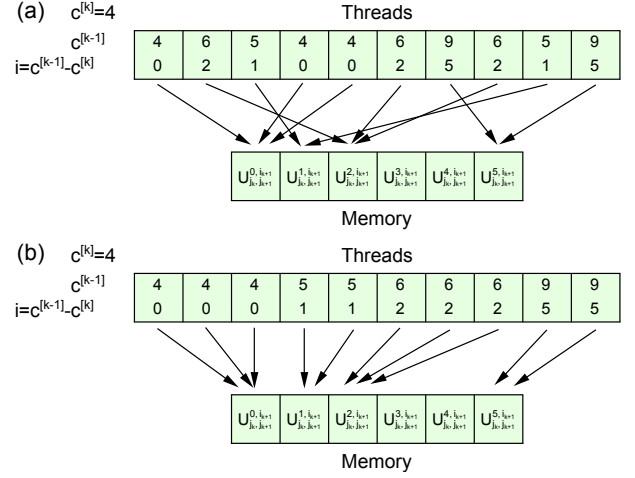 (a) c^[k]=4 Threads
c^[k-1] 4 6 5 4 4 6 9 6 5 9
i=c^[k-1]-c^[k] 0 2 1 0 0 2 5 2 1 5
U^{0, i_{k+1}}_{j_k, j_{k+1}} U^{1, i_{k+1}}_{j_k, j_{k+1}} U^{2, i_{k+1}}_{j_k, j_{k+1}} U^{3, i_{k+1}}_{j_k, j_{k+1}} U^{4, i_{k+1}}_{j_k, j_{k+1}} U^{5, i_{k+1}}_{j_k, j_{k+1}}
Memory
(b) c^[k]=4 Threads
c^[k-1] 4 4 4 5 5 6 6 6 9 9
i=c^[k-1]-c^[k] 0 0 0 1 1 2 2 2 5 5
U^{0, i_{k+1}}_{j_k, j_{k+1}} U^{1, i_{k+1}}_{j_k, j_{k+1}} U^{2, i_{k+1}}_{j_k, j_{k+1}} U^{3, i_{k+1}}_{j_k, j_{k+1}} U^{4, i_{k+1}}_{j_k, j_{k+1}} U^{5, i_{k+1}}_{j_k, j_{k+1}}
Memory